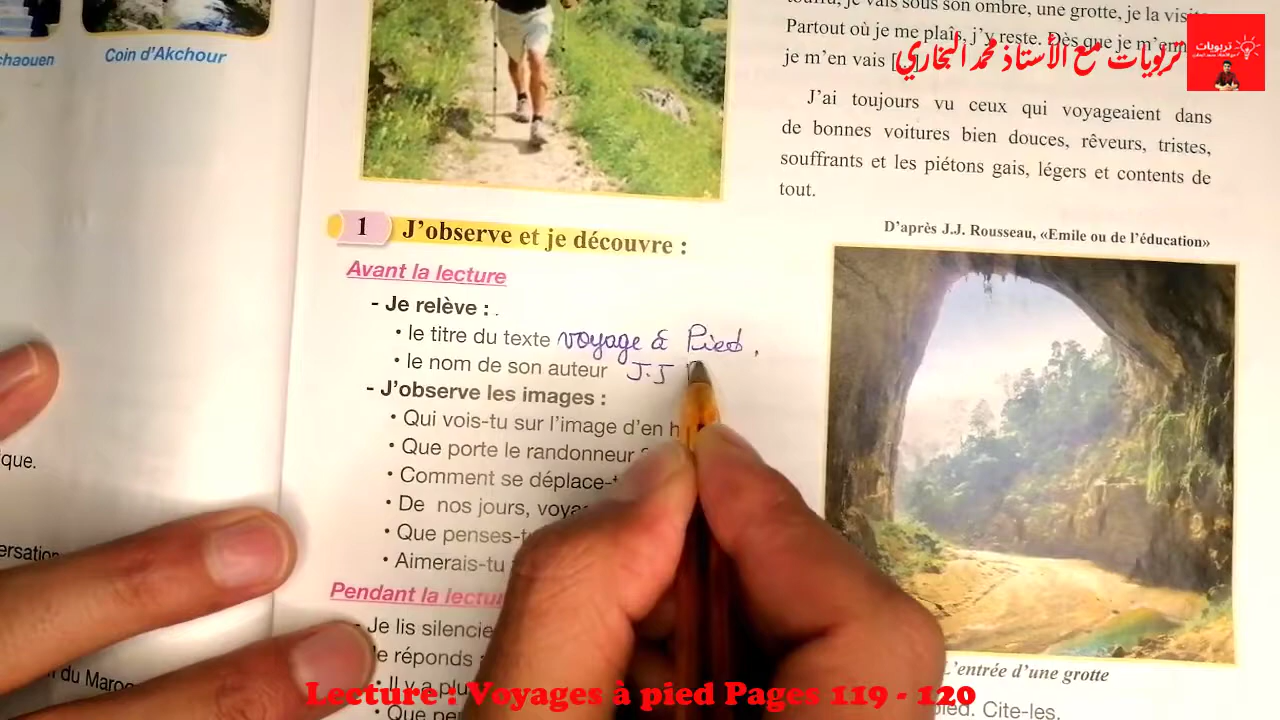 chaouen
Coin d'Akchour
que.
ersation
du Maroc
1 J'observe et je découvre :
Avant la lecture
- Je relève :
• le titre du texte voyage à Pied.
• le nom de son auteur J.J
- J'observe les images :
• Qui vois-tu sur l'image d'en h
• Que porte le randonneur
• Comment se déplace-t
• De nos jours, voya
• Que penses-t
• Aimerais-tu
Pendant la lectu
- Je lis silencie
Je réponds
• Il y a plu
• Que pe
touffu, je vais sous son ombre, une grotte, je la visite.
Partout où je me plaîs, j'y reste. Dès que je m'en
je m'en vais [
J'ai toujours vu ceux qui voyageaient dans
de bonnes voitures bien douces, rêveurs, tristes,
souffrants et les piétons gais, légers et contents de
tout.
D'après J.J. Rousseau, «Emile ou de l'éducation»
L'entrée d'une grotte
pied. Cite-les.
تربويات مع الأستاذ محمد البخاري
تربويات
Lecture : Voyages à pied Pages 119 - 120